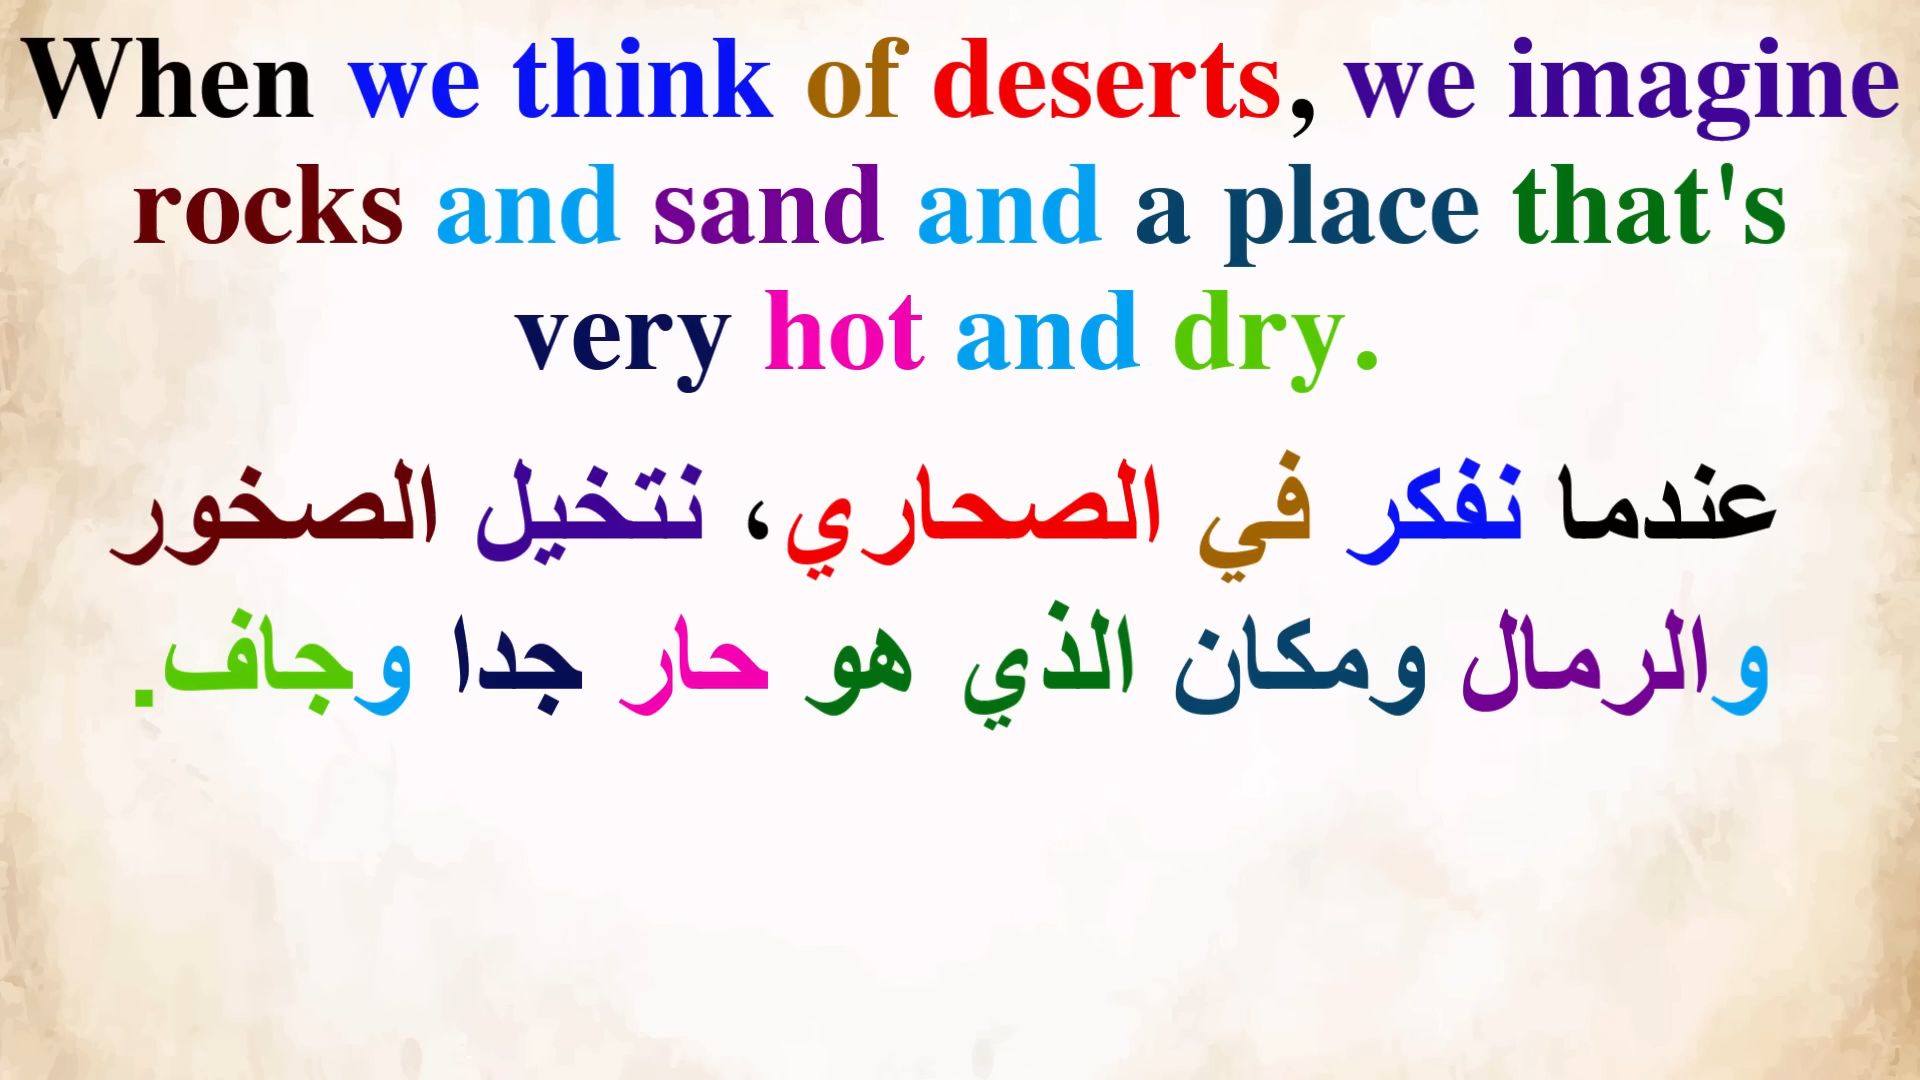 When we think of deserts, we imagine
rocks and sand and a place that's
very hot and dry.
عندما نفكر في الصحاري، نتخيل الصخور
والرمال ومكان الذي هو حار جدا وجاف.